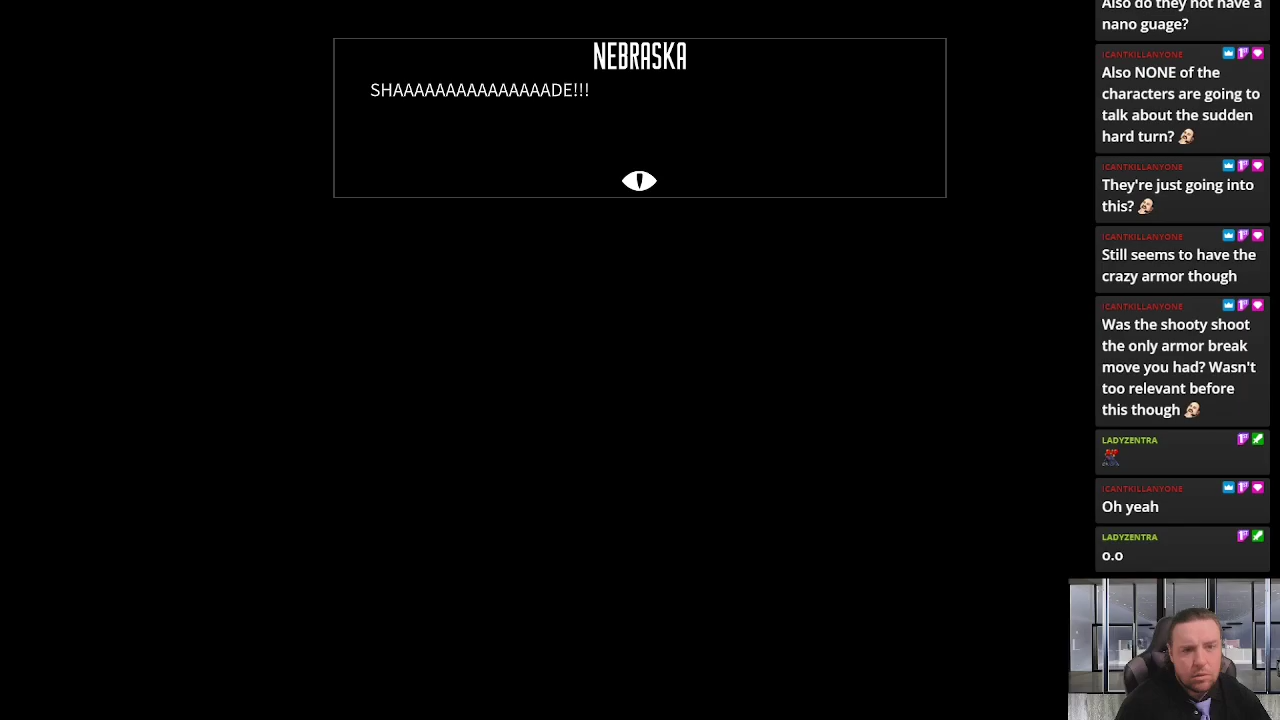 NEBRASKA
SHAAAAAAAAAAAAAAADE!!!
Also do they not have a
nano guage?
ICANTKILLANYONE
Also NONE of the
characters are going to
talk about the sudden
hard turn?
ICANTKILLANYONE
They're just going into
this?
ICANTKILLANYONE
Still seems to have the
crazy armor though
ICANTKILLANYONE
Was the shooty shoot
the only armor break
move you had? Wasn't
too relevant before
this though
LADYZENTRA
ICANTKILLANYONE
Oh yeah
LADYZENTRA
o.o